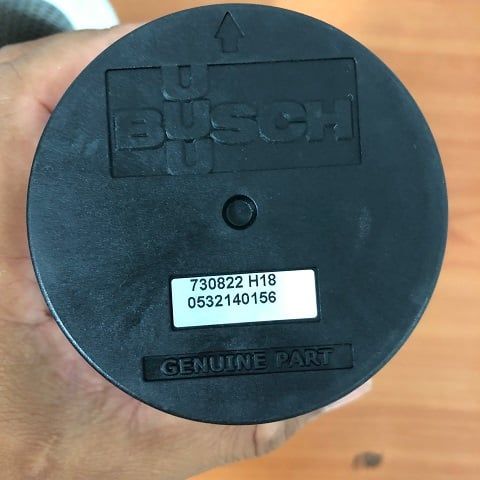 BUSCH
730822 H18
0532140156
GENUINE PART